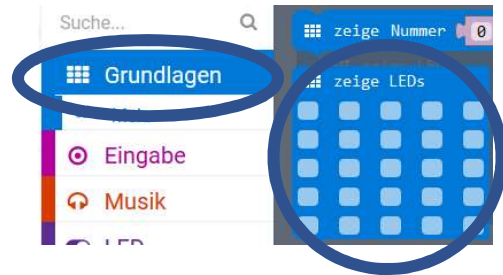 Suche...
zeige Nummer 0
Grundlagen
zeige LEDs
Eingabe
Musik